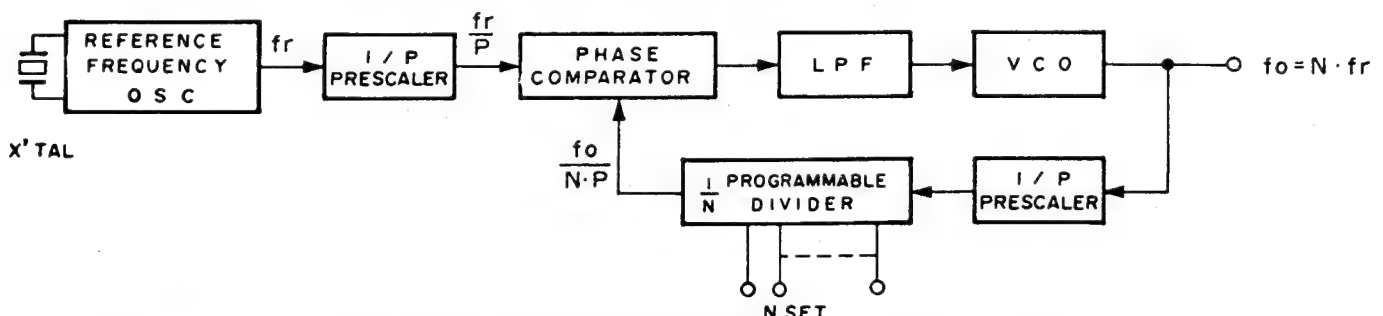 REFERENCE
FREQUENCY
OSC
X'TAL
fr
1/P
PRESCALER
fr
P
PHASE
COMPARATOR
LPF
VCO
fo=N·fr
fo
N·P
1
N
PROGRAMMABLE
DIVIDER
1/P
PRESCALER
N SET